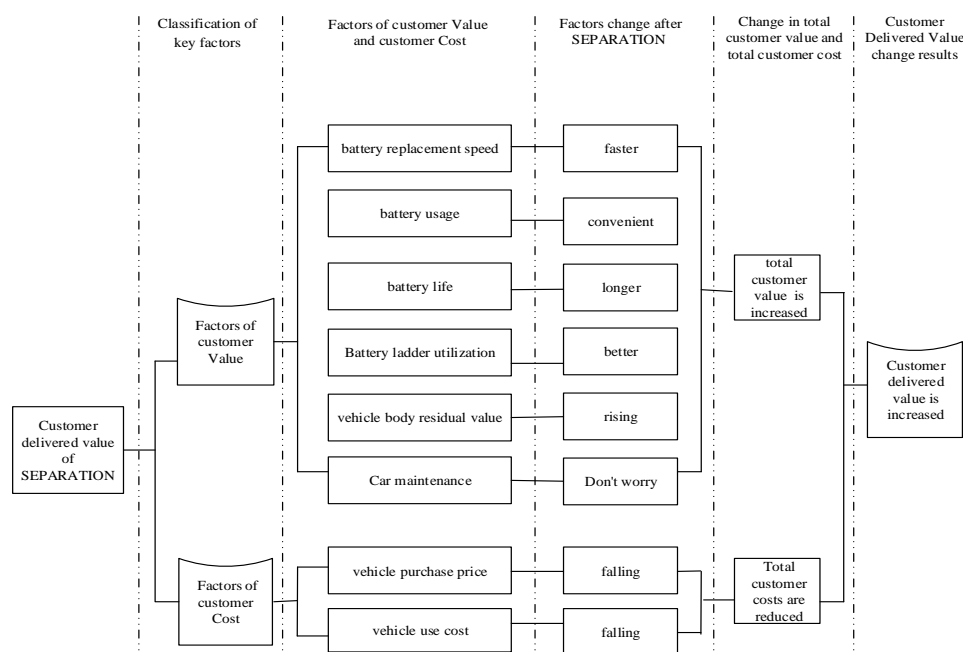 Classification of
key factors
Factors of customer Value
and customer Cost
Factors change after
SEPARATION
Change in total
customer value and
total customer cost
Customer
Delivered Value
change results
battery replacement speed
faster
battery usage
convenient
battery life
longer
total
customer
value is
increased
Factors of
customer
Value
Battery ladder utilization
better
Customer
delivered
value is
increased
vehicle body residual value
rising
Customer
delivered value
of
SEPARATION
Car maintenance
Don't worry
Factors of
customer
Cost
vehicle purchase price
falling
Total
customer
costs are
reduced
vehicle use cost
falling